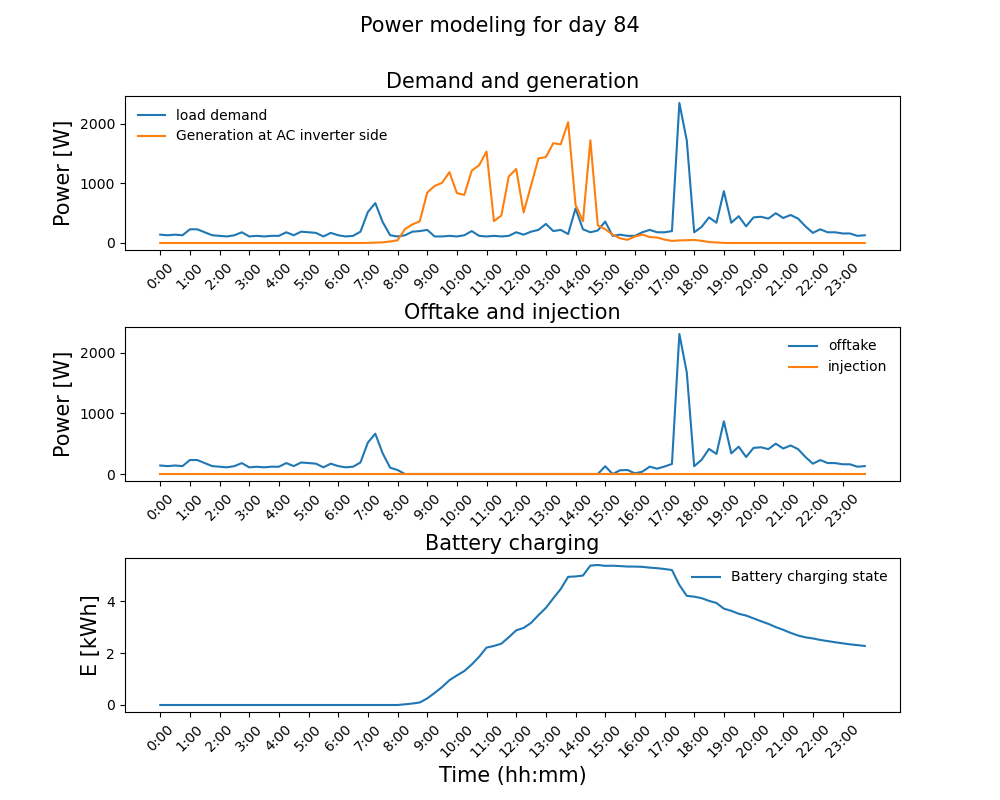 Power modeling for day 84
Demand and generation
Power [W]
2000
1000
0
load demand
Generation at AC inverter side
0:00 1:00 2:00 3:00 4:00 5:00 6:00 7:00 8:00 9:00 10:00 11:00 12:00 13:00 14:00 15:00 16:00 17:00 18:00 19:00 20:00 21:00 22:00 23:00
Offtake and injection
Power [W]
2000
1000
0
offtake
injection
0:00 1:00 2:00 3:00 4:00 5:00 6:00 7:00 8:00 9:00 10:00 11:00 12:00 13:00 14:00 15:00 16:00 17:00 18:00 19:00 20:00 21:00 22:00 23:00
Battery charging
E [kWh]
4
2
0
Battery charging state
0:00 1:00 2:00 3:00 4:00 5:00 6:00 7:00 8:00 9:00 10:00 11:00 12:00 13:00 14:00 15:00 16:00 17:00 18:00 19:00 20:00 21:00 22:00 23:00
Time (hh:mm)